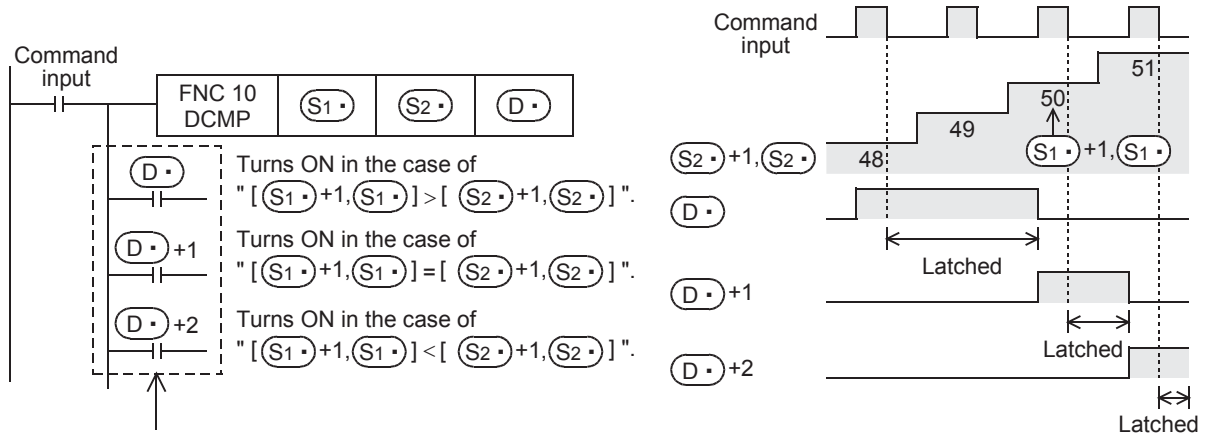 Command
input
FNC 10
DCMP
S1 ·
S2 ·
D ·
D ·
Turns ON in the case of
" [ S1 · +1, S1 · ] > [ S2 · +1, S2 · ] ".
D · +1
Turns ON in the case of
" [ S1 · +1, S1 · ] = [ S2 · +1, S2 · ] ".
D · +2
Turns ON in the case of
" [ S1 · +1, S1 · ] < [ S2 · +1, S2 · ] ".
Command
input
51
50
49
48
S2 · +1, S2 ·
S1 · +1, S1 ·
D ·
Latched
D · +1
Latched
D · +2
Latched